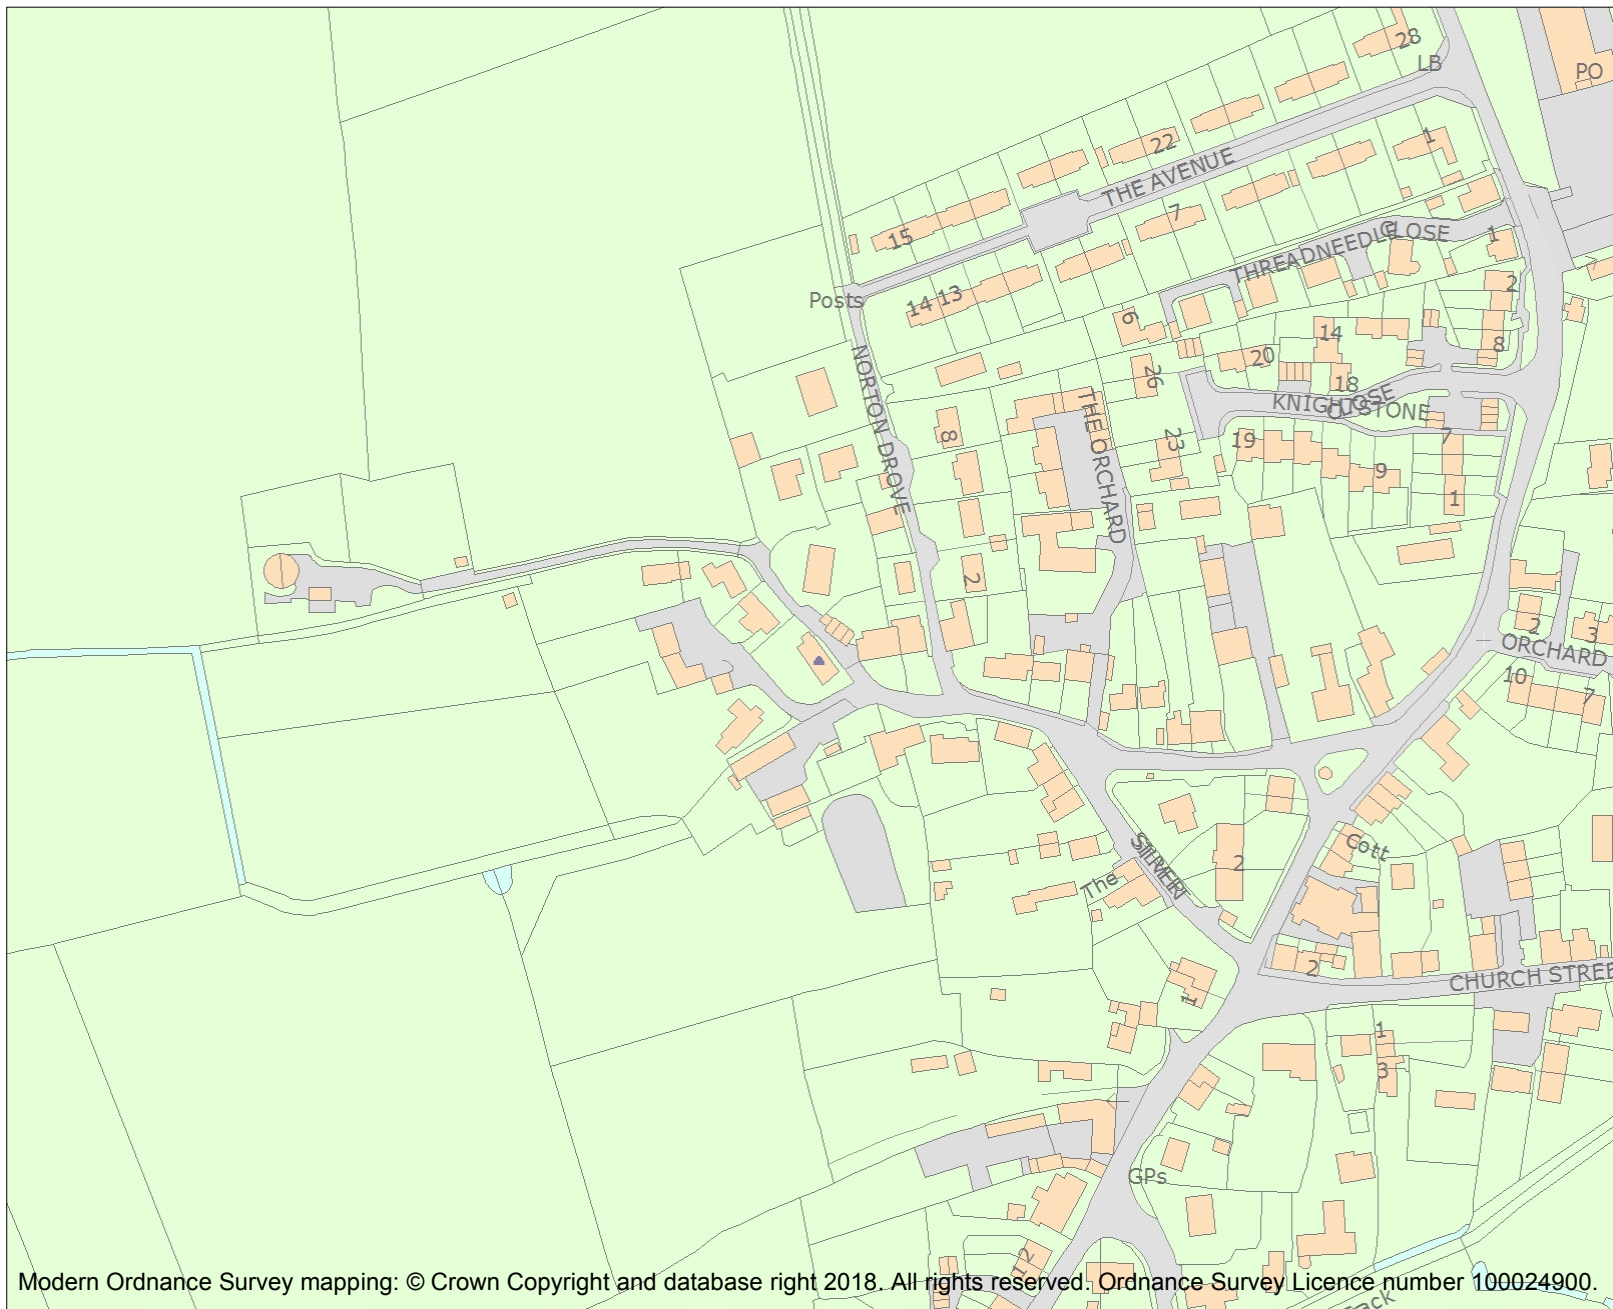 28
LB
PO
1
22
THE AVENUE
7
15
CLOSE
1
THREADNEEDLE
2
Posts
14 13
6
14
8
20
NORTON DROVE
26
18
CLOSE
KNIGHTSTONE
THE ORCHARD
8
23
19
7
9
1
2
2
3
ORCHARD
10
7
Cott
2
The
2
CHURCH STREE
1
1
3
GPs
12
Modern Ordnance Survey mapping: © Crown Copyright and database right 2018. All rights reserved. Ordnance Survey Licence number 100024900.